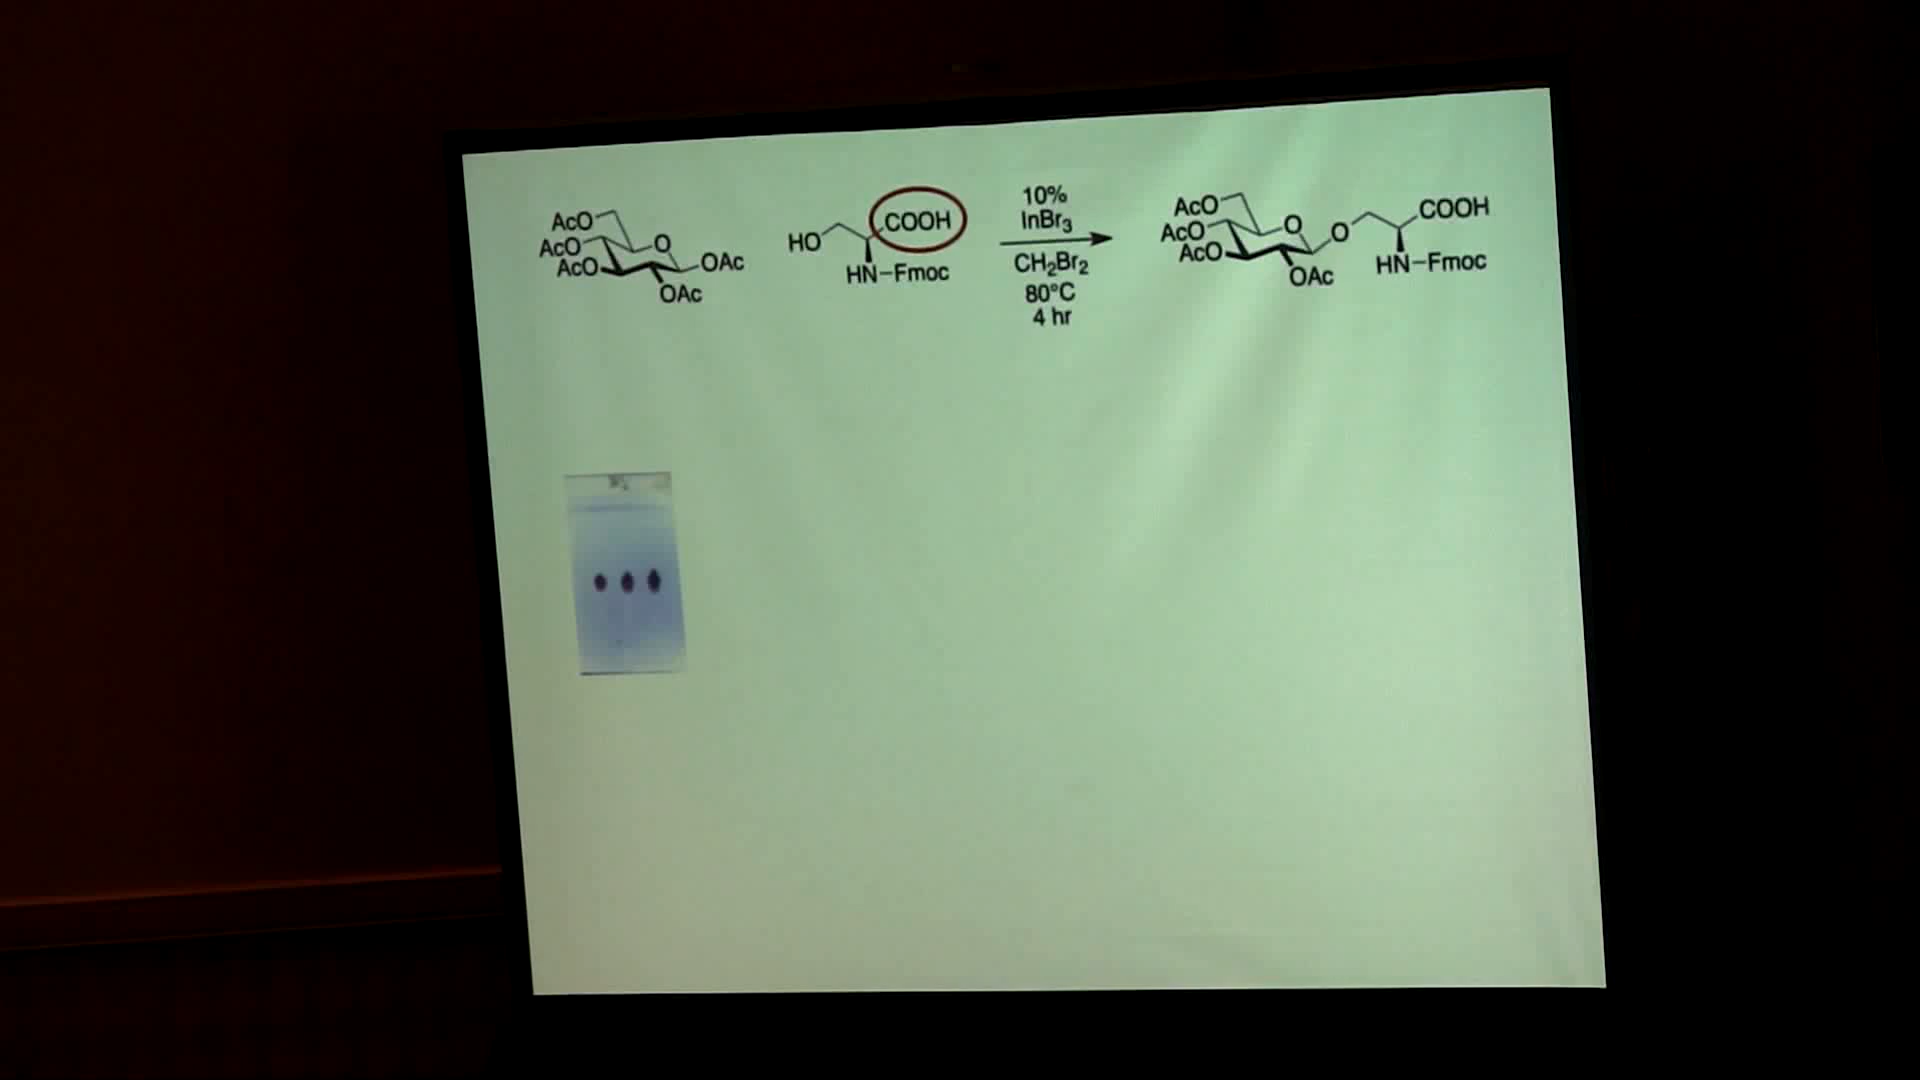 AcO
AcO
AcO
O
OAc
OAc
HO
COOH
HN-Fmoc
10%
InBr3
CH2Br2
80°C
4 hr
AcO
AcO
AcO
O
O
OAc
COOH
HN-Fmoc